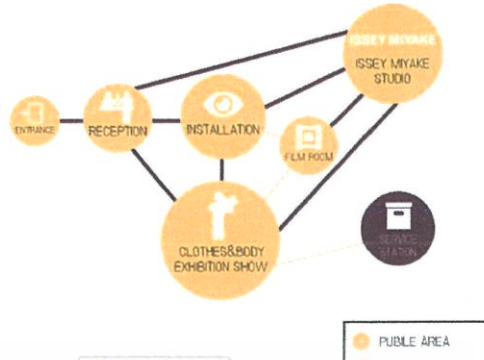 ISSEY MIYAKE
ISSEY MIYAKE
STUDIO
ENTRANCE
RECEPTION
INSTALLATION
FILM ROOM
CLOTHES&BODY
EXHIBITION SHOW
SERVICE
STATION
PUBILE AREA